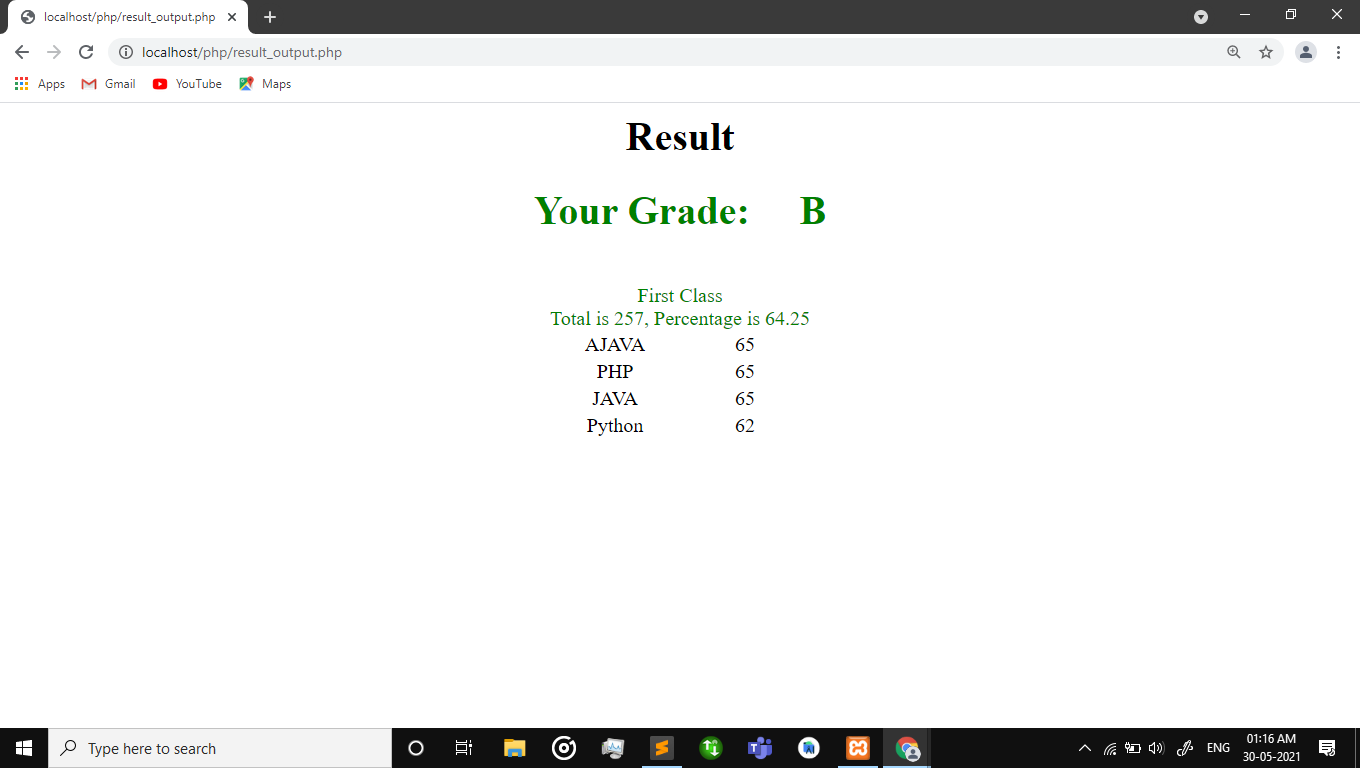 localhost/php/result_output.php
localhost/php/result_output.php
Apps Gmail YouTube Maps
Result
Your Grade: B
First Class
Total is 257, Percentage is 64.25
AJAVA 65
PHP 65
JAVA 65
Python 62
Type here to search
ENG
01:16 AM
30-05-2021